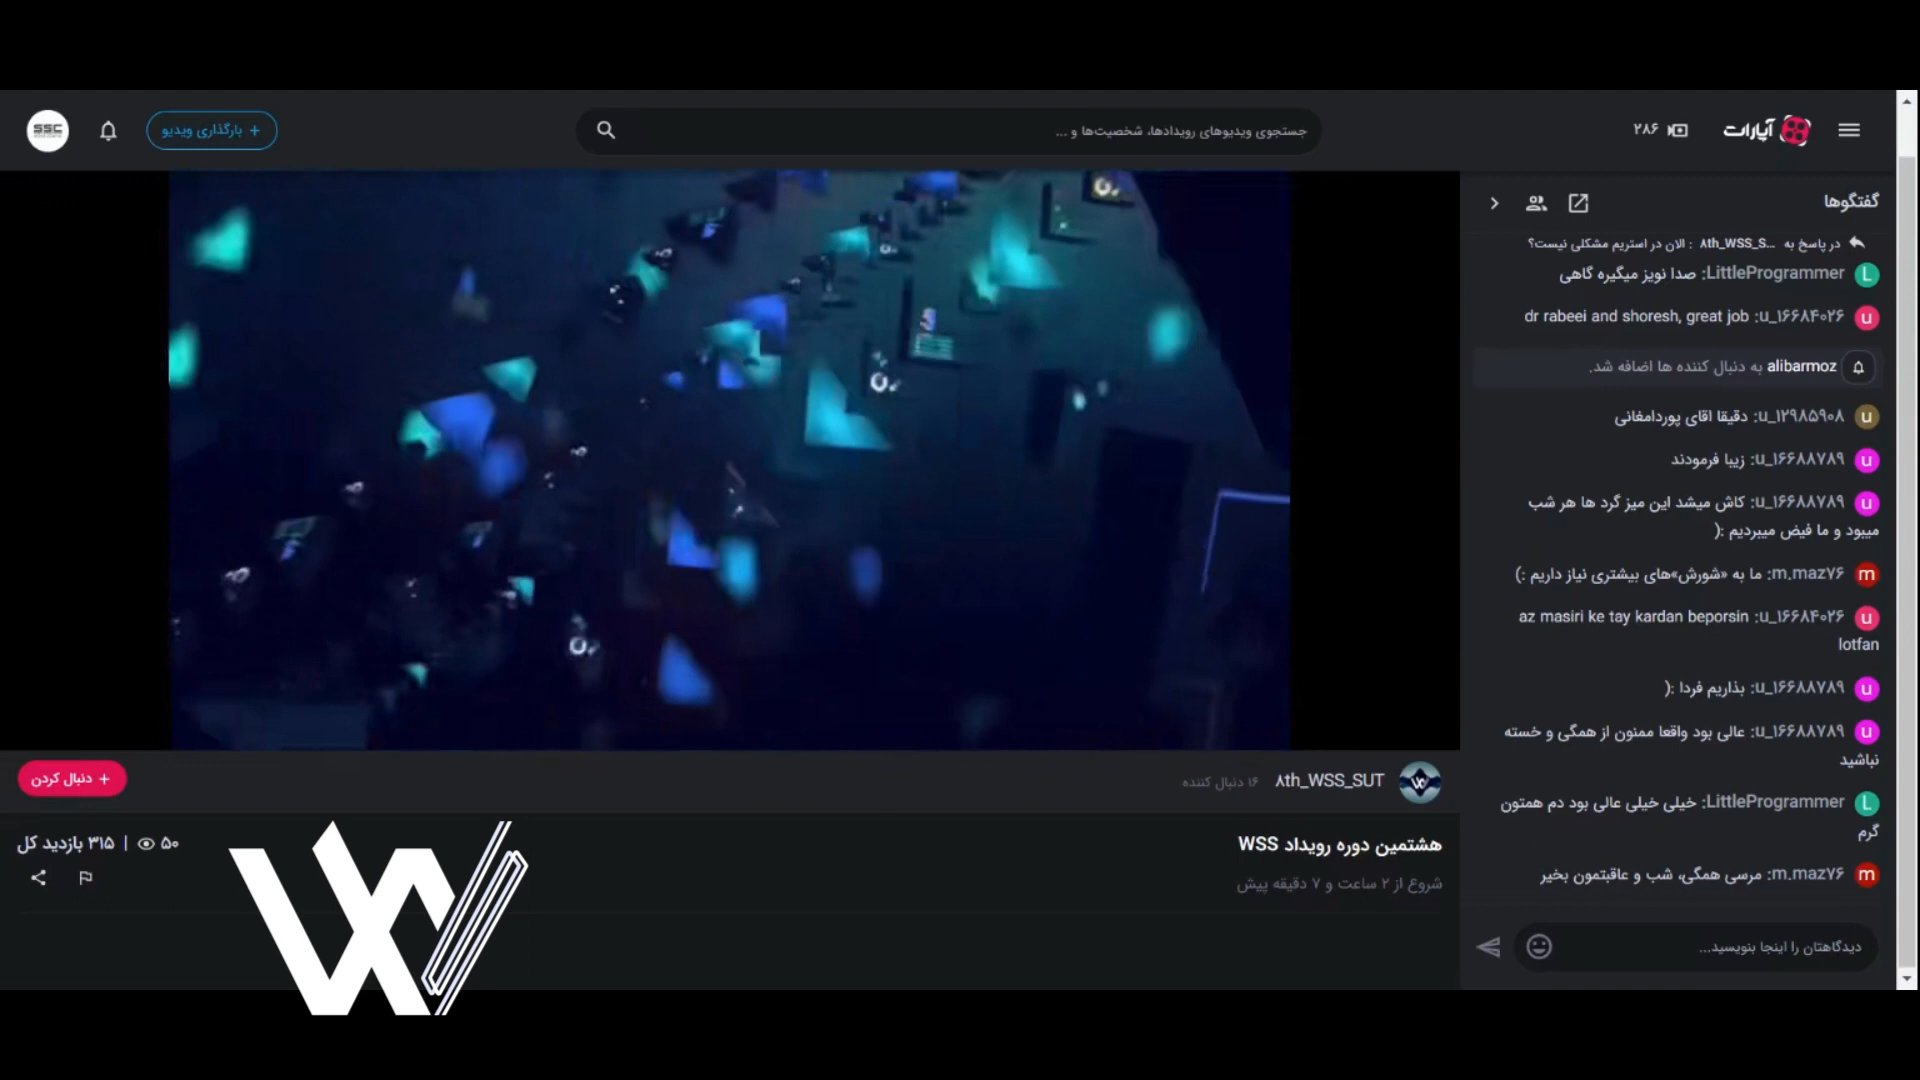 SSC
+ بارگذاری ویدیو
جستجوی ویدیوهای رویدادها، شخصیت‌ها و ...
۲۸۶
آپارات
گفتگوها
در پاسخ به ۸th_WSS_S... : الان در استریم مشکلی نیست؟
LittleProgrammer: صدا نویز میگیره گاهی
u_۱۶۶۸۴۰۲۶: dr rabeei and shoresh, great job
alibarmoz به دنبال کننده ها اضافه شد.
u_۱۲۹۸۵۹۰۸: دقیقا اقای پوردامغانی
u_۱۶۶۸۸۷۸۹: زیبا فرمودند
u_۱۶۶۸۸۷۸۹: کاش میشد این میز گرد ها هر شب
میبود و ما فیض میبردیم :(
m.maz۷۶: ما به «شورش»های بیشتری نیاز داریم :)
u_۱۶۶۸۴۰۲۶: az masiri ke tay kardan beporsin
lotfan
u_۱۶۶۸۸۷۸۹: بذاریم فردا :(
u_۱۶۶۸۸۷۸۹: عالی بود واقعا ممنون از همگی و خسته
نباشید
LittleProgrammer: خیلی خیلی عالی بود دم همتون
گرم
m.maz۷۶: مرسی همگی، شب و عاقبتمون بخیر
دیدگاهتان را اینجا بنویسید...
۸th_WSS_SUT
۱۶ دنبال کننده
+ دنبال کردن
هشتمین دوره رویداد WSS
شروع از ۲ ساعت و ۷ دقیقه پیش
۵۰ | ۳۱۵ بازدید کل